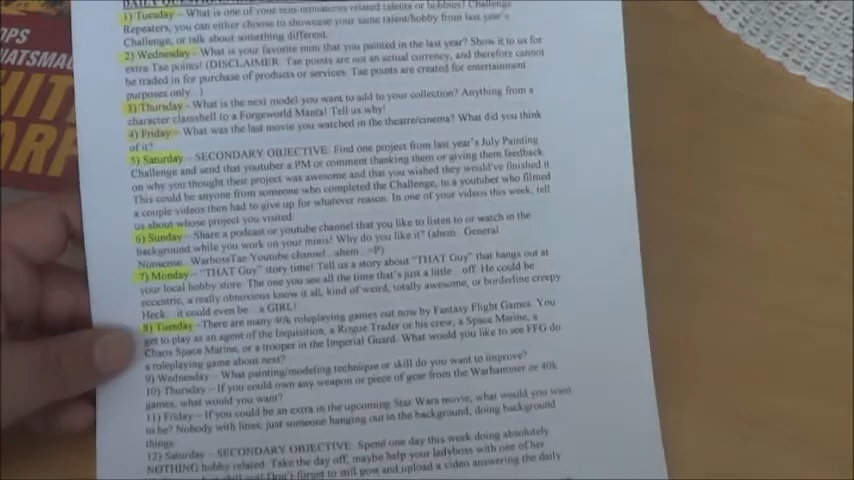 DAILY QUESTIONS
1) Tuesday – What is one of your non-miniatures related talents or hobbies? Challenge
Repeaters, you can either choose to showcase your same talent/hobby from last year's
Challenge, or talk about something different.
2) Wednesday – What is your favorite mini that you painted in the last year? Show it to us for
extra Tae points! (DISCLAIMER: Tae points are not an actual currency, and therefore cannot
be traded in for purchase of products or services. Tae points are created for entertainment
purposes only. )
3) Thursday – What is the next model you want to add to your collection? Anything from a
character clamshell to a Forgeworld Manta! Tell us why!
4) Friday – What was the last movie you watched in the theatre/cinema? What did you think
of it?
5) Saturday – SECONDARY OBJECTIVE: Find one project from last year's July Painting
Challenge and send that youtuber a PM or comment thanking them or giving them feedback
on why you thought their project was awesome and that you wished they would've finished it
This could be anyone from someone who completed the Challenge, to a youtuber who filmed
a couple videos then had to give up for whatever reason. In one of your videos this week, tell
us about whose project you visited
6) Sunday – Share a podcast or youtube channel that you like to listen to or watch in the
background while you work on your minis! Why do you like it? (ahem... General
Nonsense... WarbossTae Youtube channel...ahem... =P)
7) Monday – "THAT Guy" story time! Tell us a story about "THAT Guy" that hangs out at
your local hobby store. The one you see all the time that's just a little... off. He could be
eccentric, a really obnoxious know it all, kind of weird, totally awesome, or borderline creepy
Heck... it could even be... a GIRL!
8) Tuesday – There are many 40k roleplaying games out now by Fantasy Flight Games. You
get to play as an agent of the Inquisition, a Rogue Trader or his crew, a Space Marine, a
Chaos Space Marine, or a trooper in the Imperial Guard. What would you like to see FFG do
a roleplaying game about next?
9) Wednesday – What painting/modeling technique or skill do you want to improve?
10) Thursday – If you could own any weapon or piece of gear from the Warhammer or 40k
games, what would you want?
11) Friday – If you could be an extra in the upcoming Star Wars movie, what would you want
to be? Nobody with lines, just someone hanging out in the background, doing background
things.
12) Saturday – SECONDARY OBJECTIVE: Spend one day this week doing absolutely
NOTHING hobby related. Take the day off, maybe help your ladyboss with one of her
Don't forget to still post and upload a video answering the daily